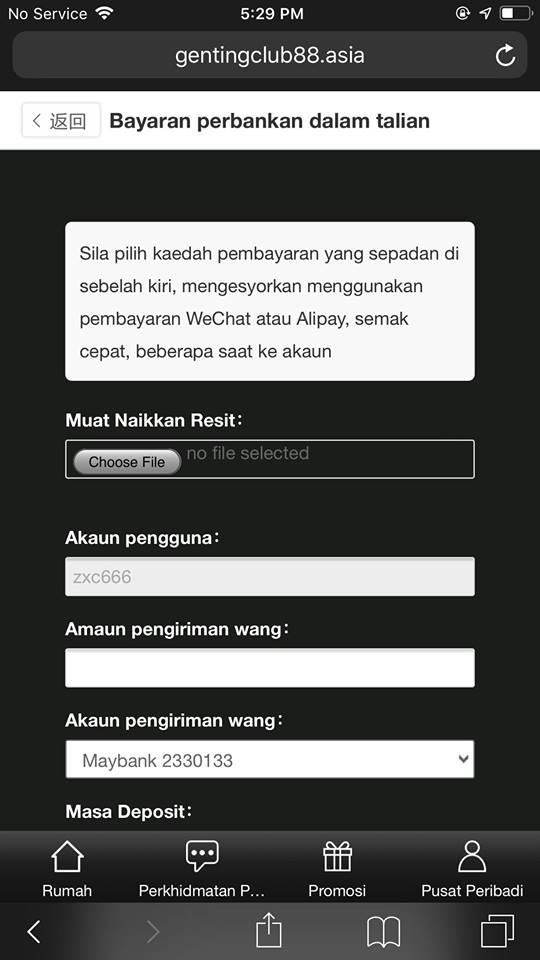 No Service 5:29 PM
gentingclub88.asia
返回 Bayaran perbankan dalam talian
Sila pilih kaedah pembayaran yang sepadan di
sebelah kiri, mengesyorkan menggunakan
pembayaran WeChat atau Alipay, semak
cepat, beberapa saat ke akaun
Muat Naikkan Resit:
Choose File no file selected
Akaun pengguna:
zxc666
Amaun pengiriman wang:
Akaun pengiriman wang:
Maybank 2330133
Masa Deposit:
Rumah Perkhidmatan P... Promosi Pusat Peribadi